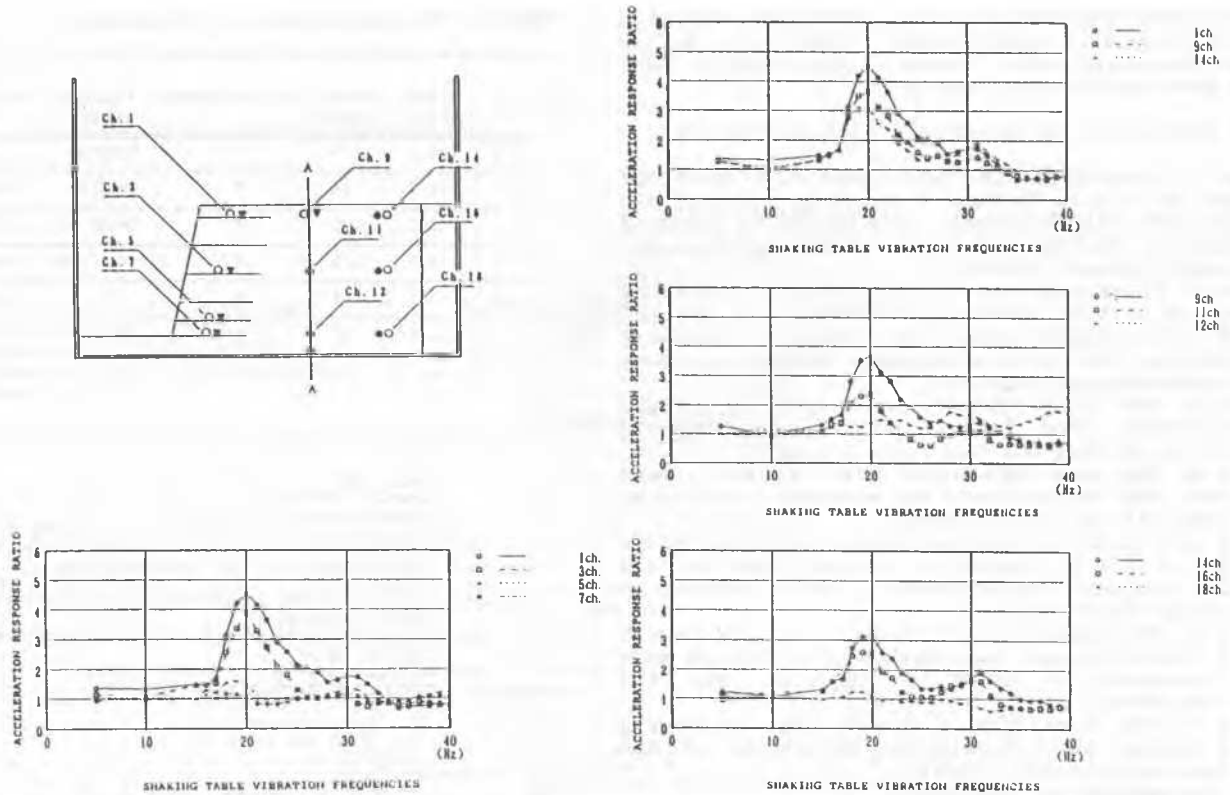 Ch. 1
Ch. 3
Ch. 5
Ch. 7
A
Ch. 9
Ch. 14
Ch. 11
Ch. 16
Ch. 12
Ch. 18
A
ACCELERATION RESPONSE RATIO
6
5
4
3
2
1
0
0
10
20
30
40
(Hz)
SHAKING TABLE VIBRATION FREQUENCIES
1ch
9ch
14ch
ACCELERATION RESPONSE RATIO
6
5
4
3
2
1
0
0
10
20
30
40
(Hz)
SHAKING TABLE VIBRATION FREQUENCIES
9ch
11ch
12ch
ACCELERATION RESPONSE RATIO
6
5
4
3
2
1
0
0
10
20
30
40
(Hz)
SHAKING TABLE VIBRATION FREQUENCIES
1ch.
3ch.
5ch.
7ch.
ACCELERATION RESPONSE RATIO
6
5
4
3
2
1
0
0
10
20
30
40
(Hz)
SHAKING TABLE VIBRATION FREQUENCIES
14ch
16ch
18ch